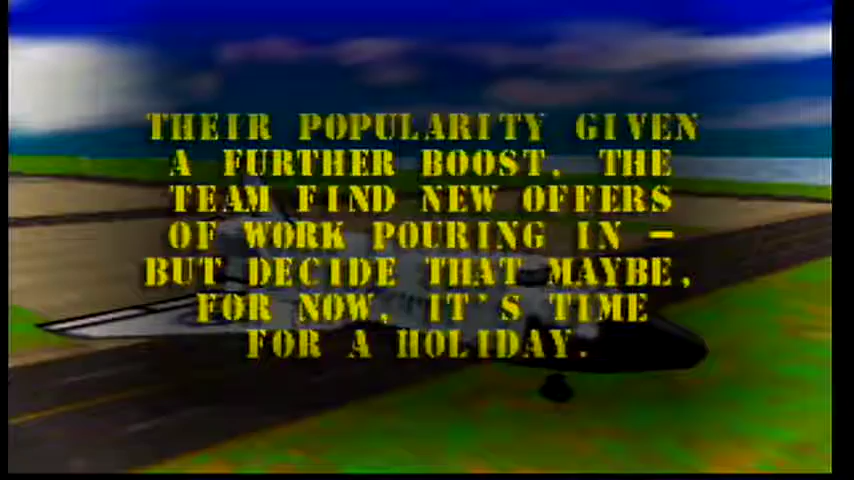 THEIR POPULARITY GIVEN
A FURTHER BOOST. THE
TEAM FIND NEW OFFERS
OF WORK POURING IN -
BUT DECIDE THAT MAYBE,
FOR NOW, IT'S TIME
FOR A HOLIDAY.